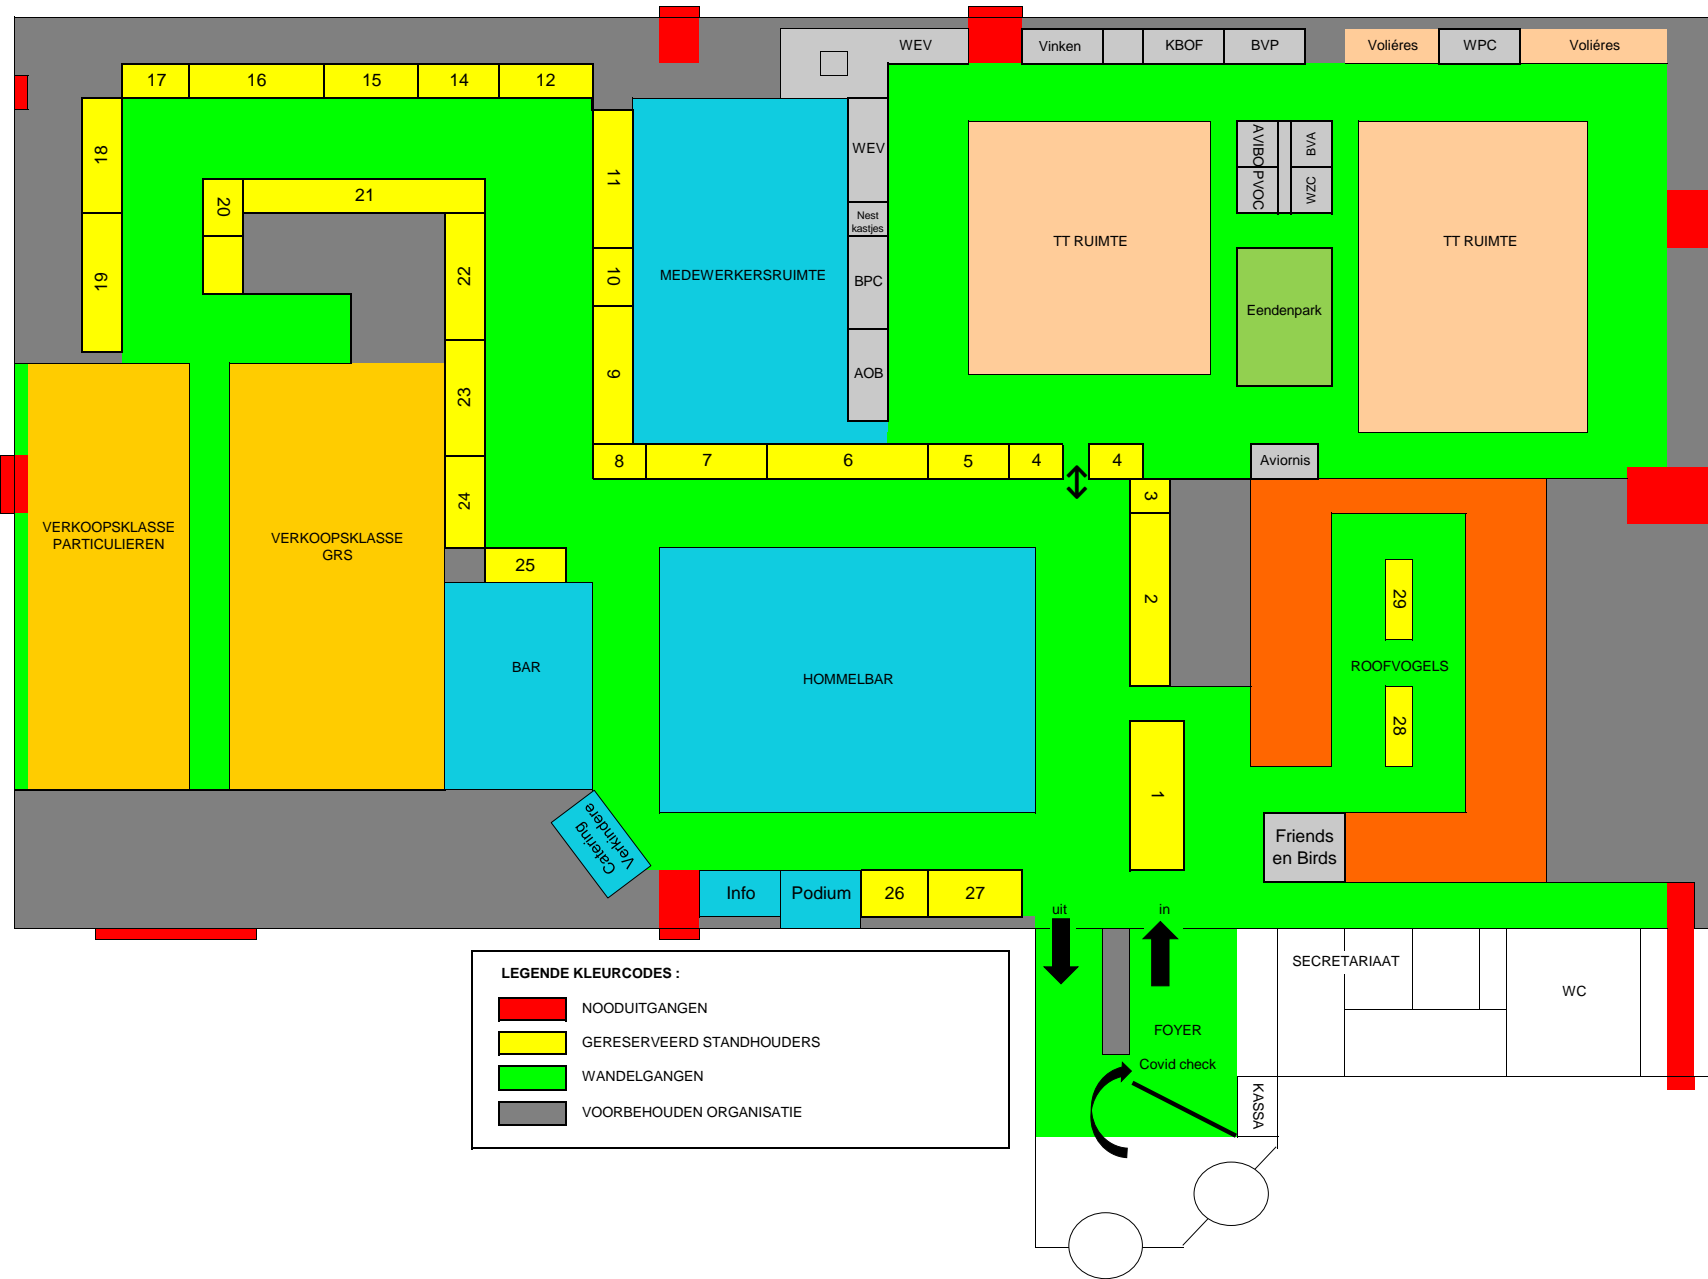 WEV
Vinken
KBOF
BVP
Voliéres
WPC
Voliéres
17
16
15
14
12
18
19
20
21
22
23
24
25
11
10
9
MEDEWERKERSRUIMTE
WEV
Nest
kastjes
BPC
AOB
TT RUIMTE
AVIBO
PVOC
BVA
WZC
Eendenpark
TT RUIMTE
8
7
6
5
4
4
Aviornis
3
2
1
VERKOOPSKLASSE
PARTICULIEREN
VERKOOPSKLASSE
GRS
BAR
HOMMELBAR
29
ROOFVOGELS
28
Friends
en Birds
Catering
Verkindere
Info
Podium
26
27
uit
in
SECRETARIAAT
WC
FOYER
Covid check
KASSA
LEGENDE KLEURCODES :
NOODUITGANGEN
GERESERVEERD STANDHOUDERS
WANDELGANGEN
VOORBEHOUDEN ORGANISATIE